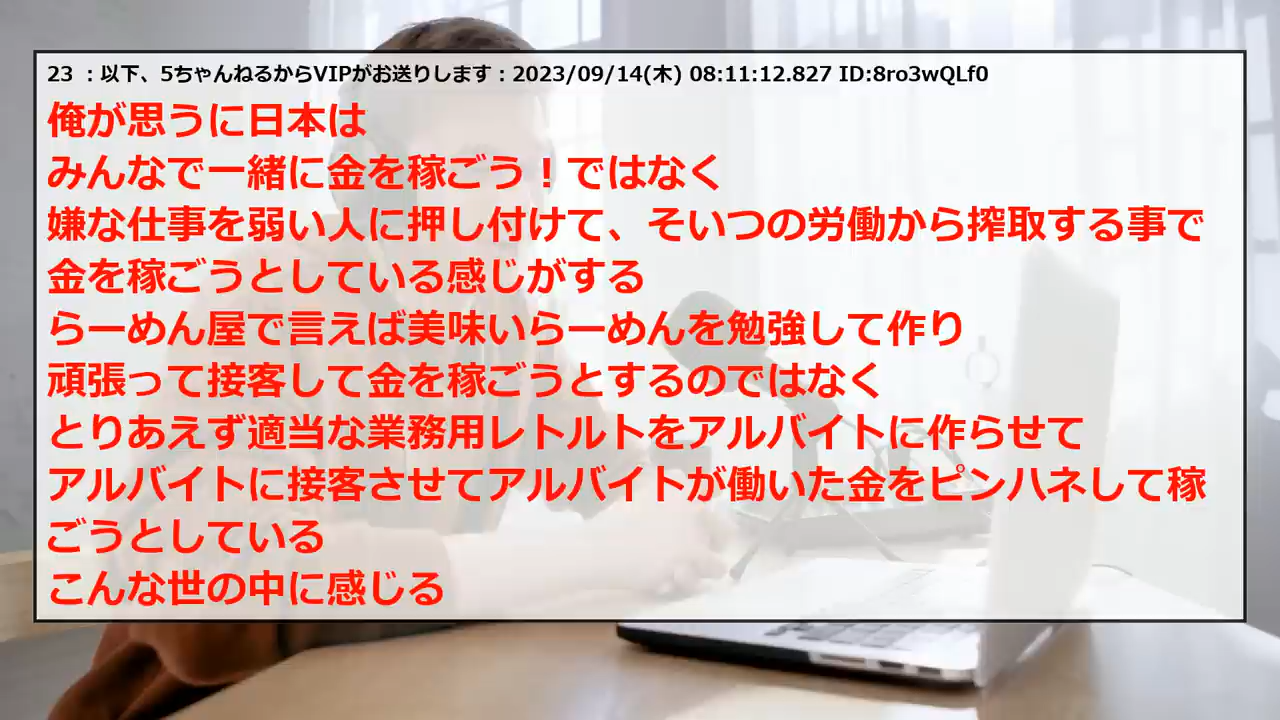 23 ：以下、5ちゃんねるからVIPがお送りします：2023/09/14(木) 08:11:12.827 ID:8ro3wQLf0
俺が思うに日本は
みんなで一緒に金を稼ごう！ではなく
嫌な仕事を弱い人に押し付けて、そいつの労働から搾取する事で
金を稼ごうとしている感じがする
らーめん屋で言えば美味いらーめんを勉強して作り
頑張って接客して金を稼ごうとするのではなく
とりあえず適当な業務用レトルトをアルバイトに作らせて
アルバイトに接客させてアルバイトが働いた金をピンハネして稼
ごうとしている
こんな世の中に感じる